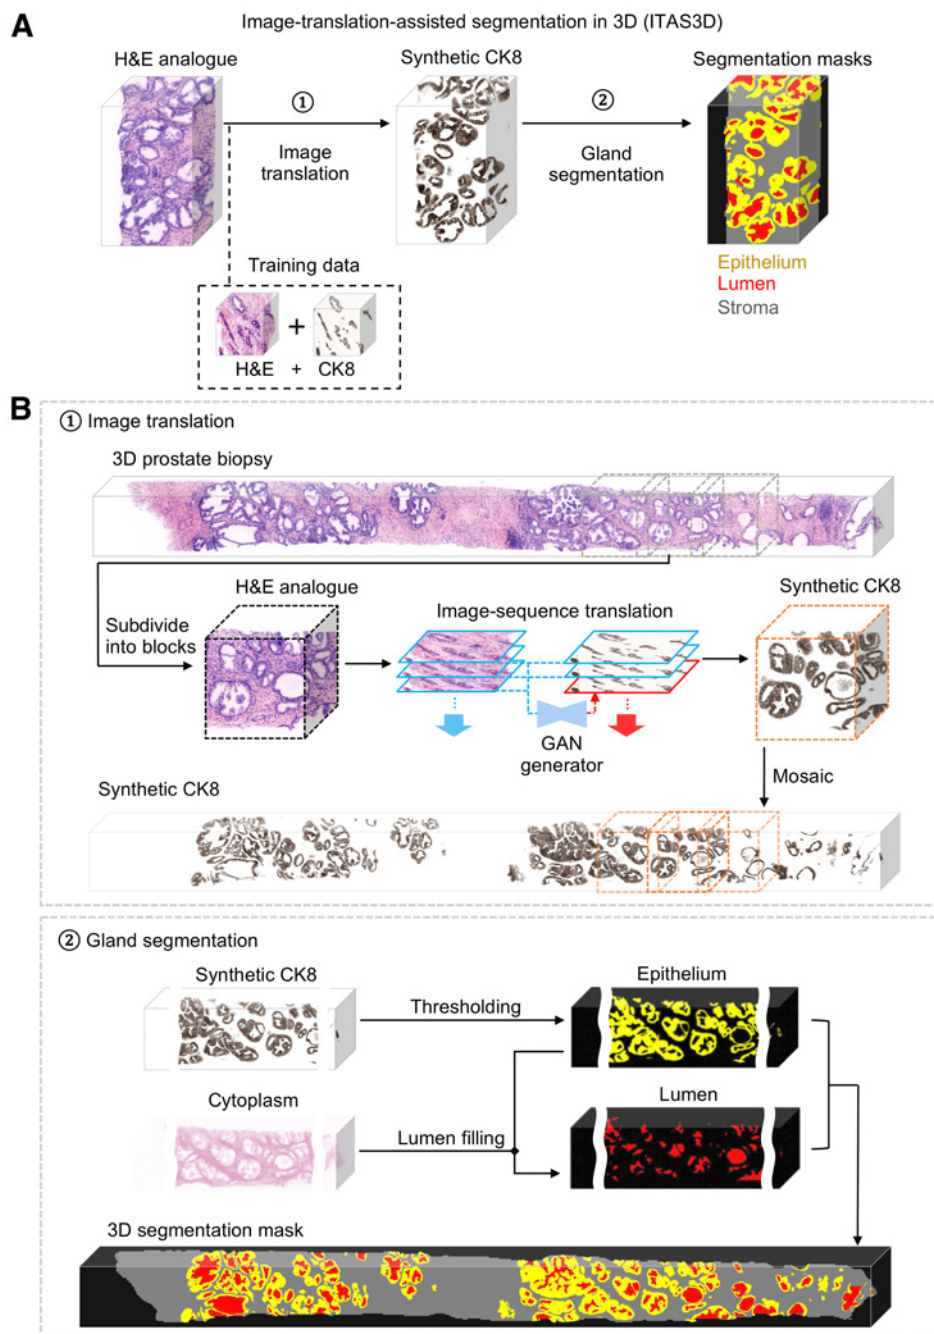 A
Image-translation-assisted segmentation in 3D (ITAS3D)
H&E analogue
Synthetic CK8
Segmentation masks
①
②
Image
translation
Gland
segmentation
Training data
H&E + CK8
Epithelium
Lumen
Stroma
B
① Image translation
3D prostate biopsy
H&E analogue
Synthetic CK8
Subdivide
into blocks
Image-sequence translation
GAN
generator
Mosaic
Synthetic CK8
② Gland segmentation
Synthetic CK8
Epithelium
Thresholding
Cytoplasm
Lumen
Lumen filling
3D segmentation mask